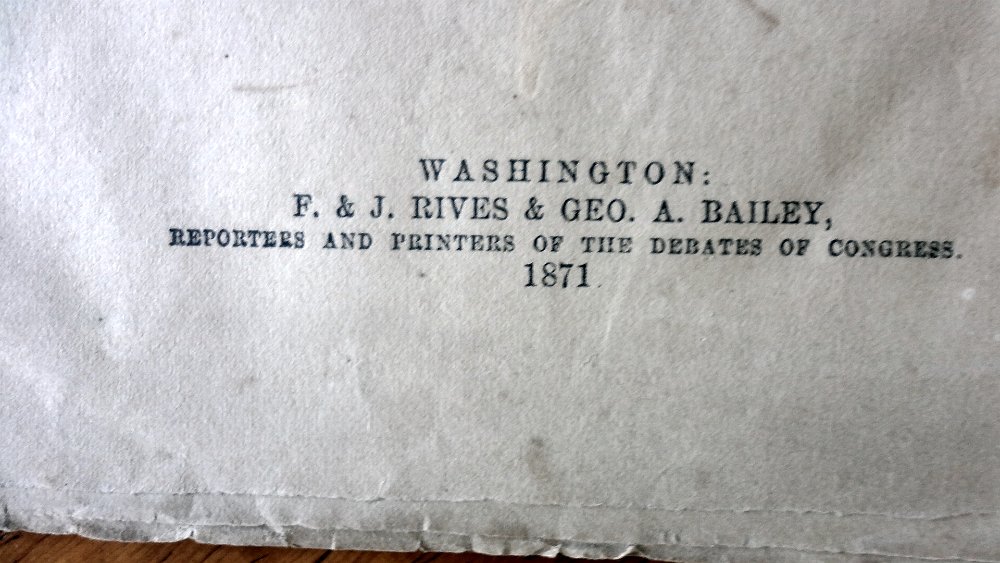 WASHINGTON:
F. & J. RIVES & GEO. A. BAILEY,
REPORTERS AND PRINTERS OF THE DEBATES OF CONGRESS.
1871.